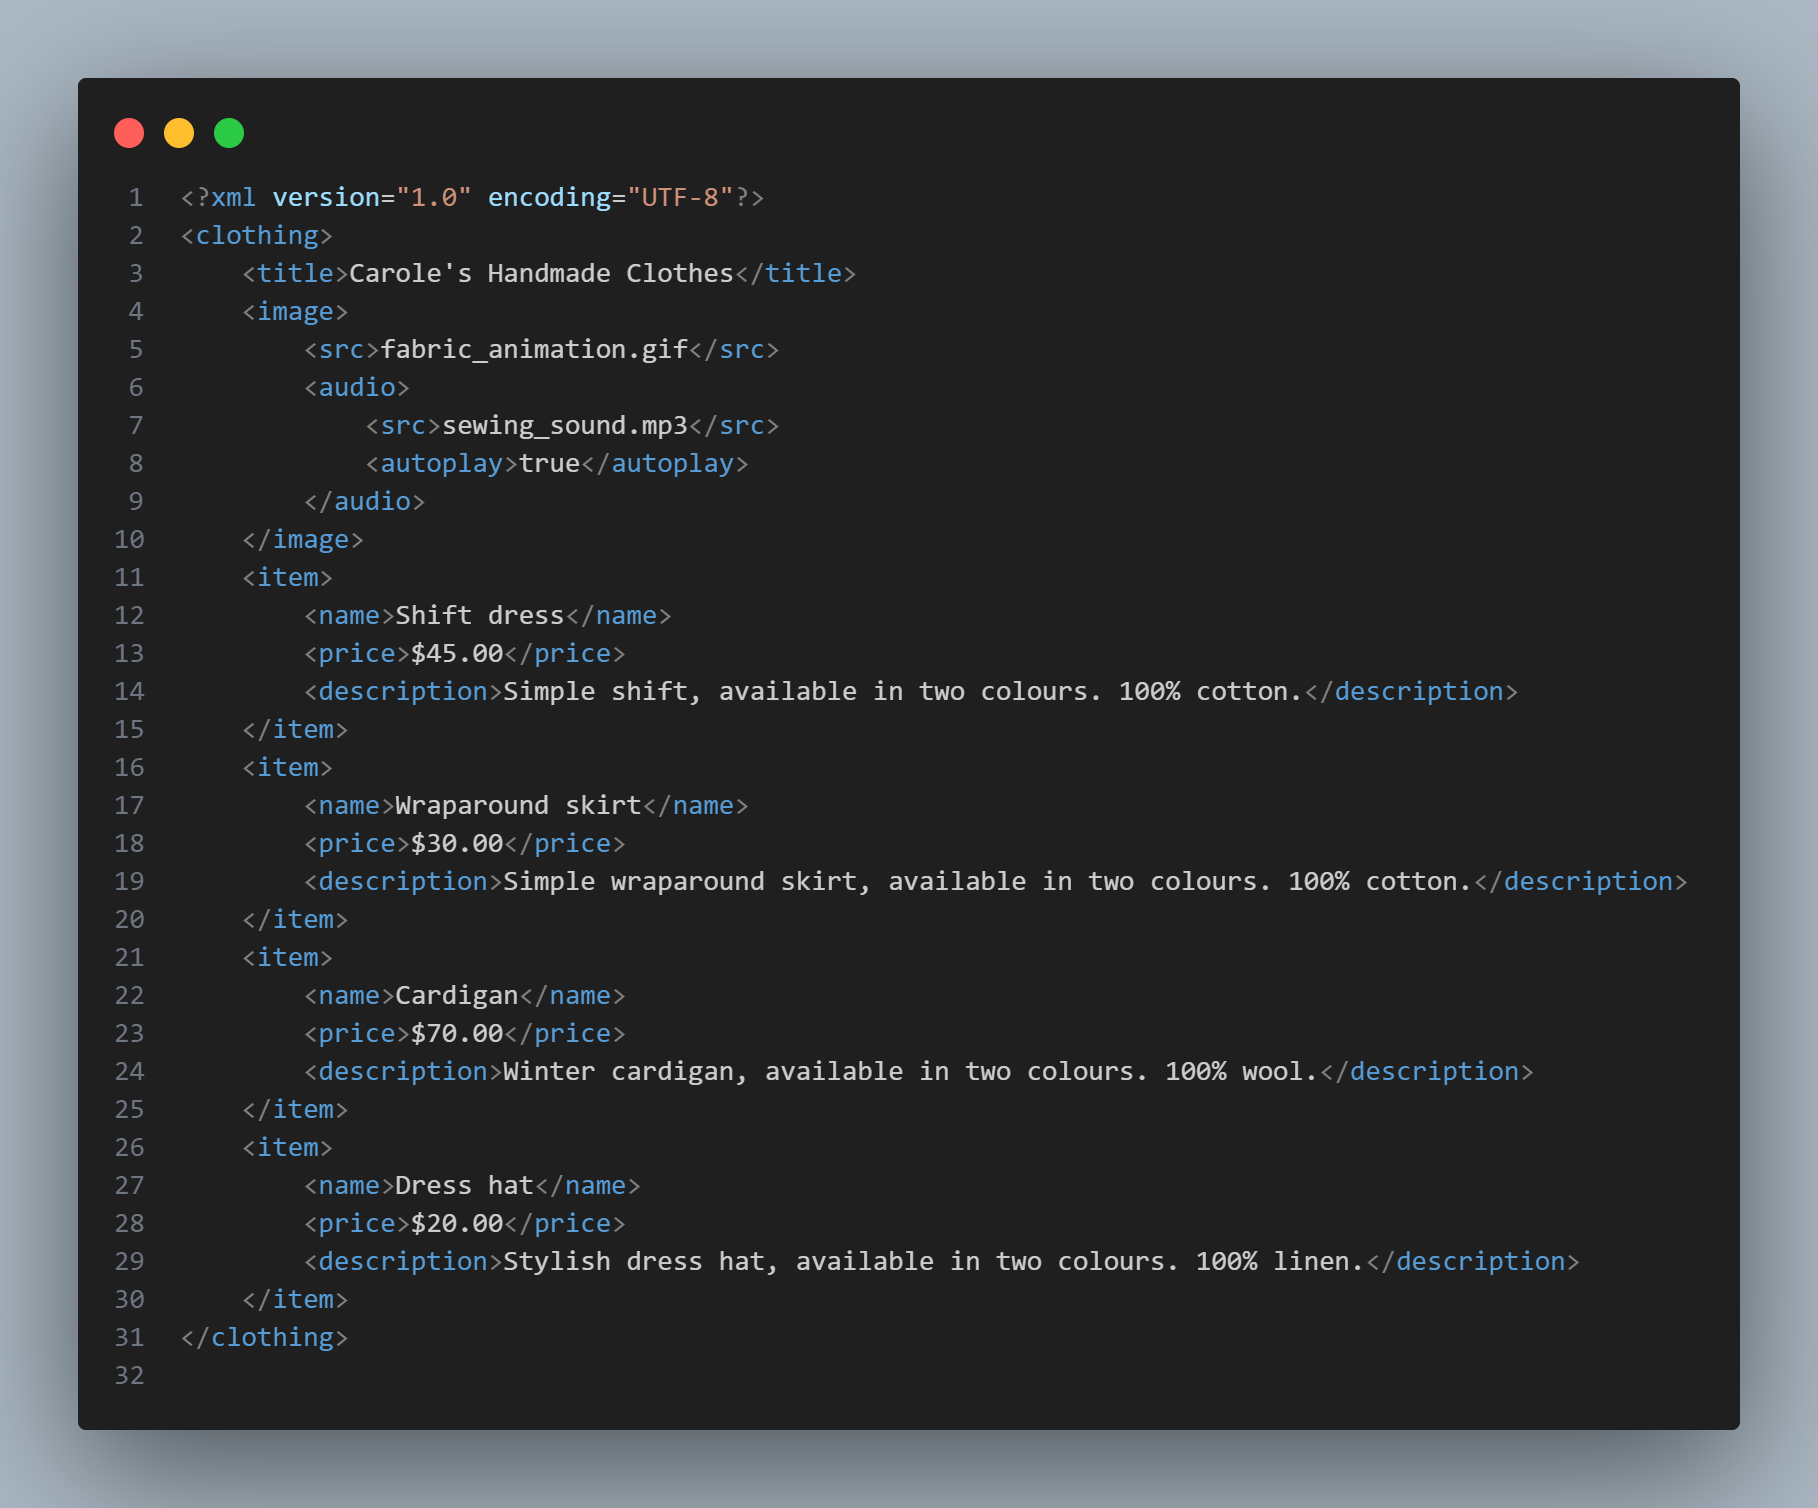 1 <?xml version="1.0" encoding="UTF-8"?>
2 <clothing>
3     <title>Carole's Handmade Clothes</title>
4     <image>
5         <src>fabric_animation.gif</src>
6         <audio>
7             <src>sewing_sound.mp3</src>
8             <autoplay>true</autoplay>
9         </audio>
10     </image>
11     <item>
12         <name>Shift dress</name>
13         <price>$45.00</price>
14         <description>Simple shift, available in two colours. 100% cotton.</description>
15     </item>
16     <item>
17         <name>Wraparound skirt</name>
18         <price>$30.00</price>
19         <description>Simple wraparound skirt, available in two colours. 100% cotton.</description>
20     </item>
21     <item>
22         <name>Cardigan</name>
23         <price>$70.00</price>
24         <description>Winter cardigan, available in two colours. 100% wool.</description>
25     </item>
26     <item>
27         <name>Dress hat</name>
28         <price>$20.00</price>
29         <description>Stylish dress hat, available in two colours. 100% linen.</description>
30     </item>
31 </clothing>
32